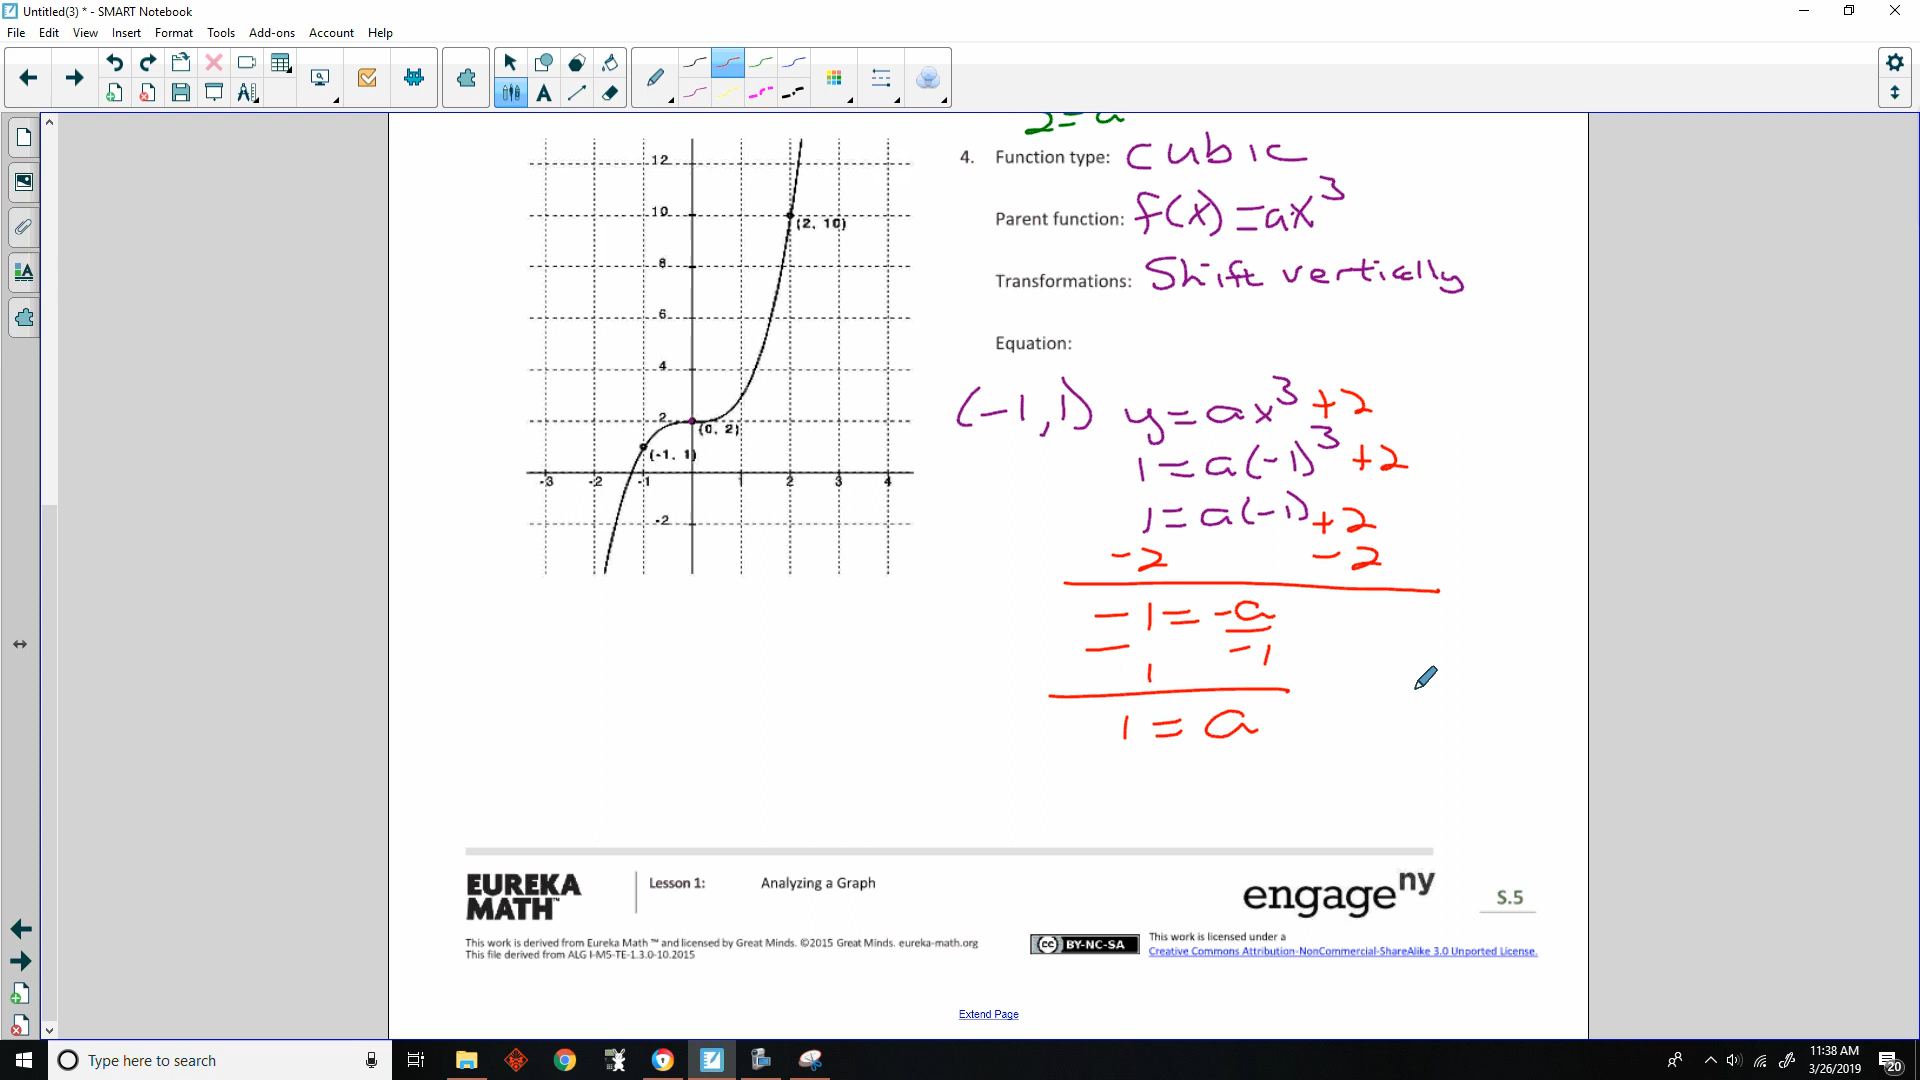 Untitled(3) * - SMART Notebook
File Edit View Insert Format Tools Add-ons Account Help
2=a
12
10
8
6
4
2
-2
-3 -2 -1 1 2 3 4
(2, 10)
(0, 2)
(-1, 1)
4. Function type: cubic
Parent function: f(x)=ax³
Transformations: Shift vertically
Equation:
(-1,1) y=ax³+2
1=a(-1)³+2
1=a(-1)+2
-2 -2
-1=-a
- -1
1
1=a
EUREKA
MATH™
Lesson 1: Analyzing a Graph
engageny
S.5
This work is derived from Eureka Math ™ and licensed by Great Minds. ©2015 Great Minds. eureka-math.org
This file derived from ALG I-M5-TE-1.3.0-10.2015
cc BY-NC-SA
This work is licensed under a
Creative Commons Attribution-NonCommercial-ShareAlike 3.0 Unported License.
Extend Page
Type here to search
11:38 AM
3/26/2019
20